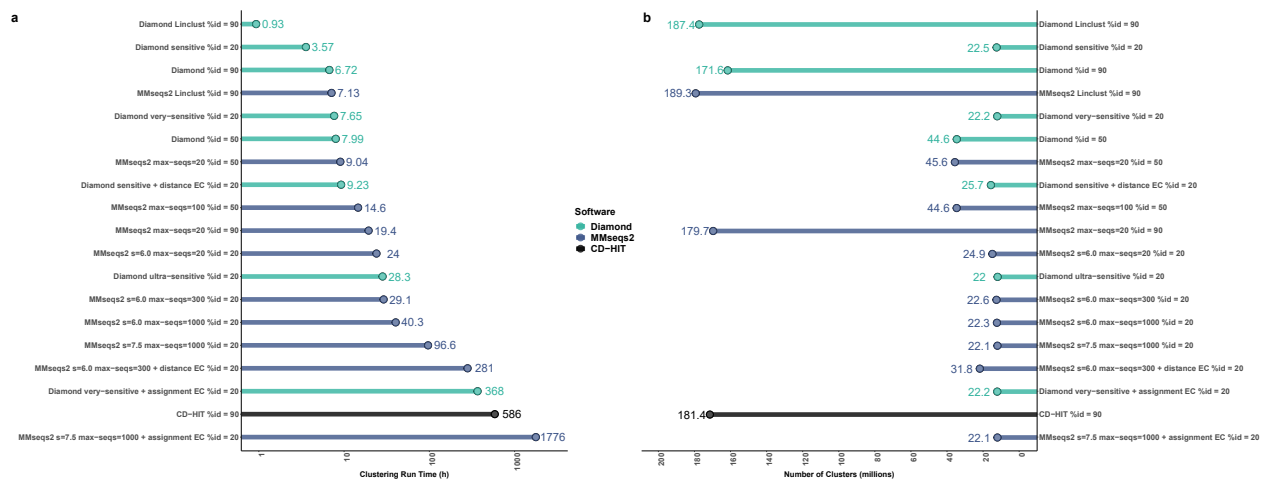 a
Diamond Linclust %id = 90
0.93
Diamond sensitive %id = 20
3.57
Diamond %id = 90
6.72
MMseqs2 Linclust %id = 90
7.13
Diamond very−sensitive %id = 20
7.65
Diamond %id = 50
7.99
MMseqs2 max−seqs=20 %id = 50
9.04
Diamond sensitive + distance EC %id = 20
9.23
MMseqs2 max−seqs=100 %id = 50
14.6
MMseqs2 max−seqs=20 %id = 90
19.4
MMseqs2 s=6.0 max−seqs=20 %id = 20
24
Diamond ultra−sensitive %id = 20
28.3
MMseqs2 s=6.0 max−seqs=300 %id = 20
29.1
MMseqs2 s=6.0 max−seqs=1000 %id = 20
40.3
MMseqs2 s=7.5 max−seqs=1000 %id = 20
96.6
MMseqs2 s=6.0 max−seqs=300 + distance EC %id = 20
281
Diamond very−sensitive + assignment EC %id = 20
368
CD−HIT %id = 90
586
MMseqs2 s=7.5 max−seqs=1000 + assignment EC %id = 20
1776
1
10
100
1000
Clustering Run Time (h)
Software
Diamond
MMseqs2
CD−HIT
b
187.4
Diamond Linclust %id = 90
22.5
Diamond sensitive %id = 20
171.6
Diamond %id = 90
189.3
MMseqs2 Linclust %id = 90
22.2
Diamond very−sensitive %id = 20
44.6
Diamond %id = 50
45.6
MMseqs2 max−seqs=20 %id = 50
25.7
Diamond sensitive + distance EC %id = 20
44.6
MMseqs2 max−seqs=100 %id = 50
179.7
MMseqs2 max−seqs=20 %id = 90
24.9
MMseqs2 s=6.0 max−seqs=20 %id = 20
22
Diamond ultra−sensitive %id = 20
22.6
MMseqs2 s=6.0 max−seqs=300 %id = 20
22.3
MMseqs2 s=6.0 max−seqs=1000 %id = 20
22.1
MMseqs2 s=7.5 max−seqs=1000 %id = 20
31.8
MMseqs2 s=6.0 max−seqs=300 + distance EC %id = 20
22.2
Diamond very−sensitive + assignment EC %id = 20
181.4
CD−HIT %id = 90
22.1
MMseqs2 s=7.5 max−seqs=1000 + assignment EC %id = 20
200
180
160
140
120
100
80
60
40
20
0
Number of Clusters (millions)